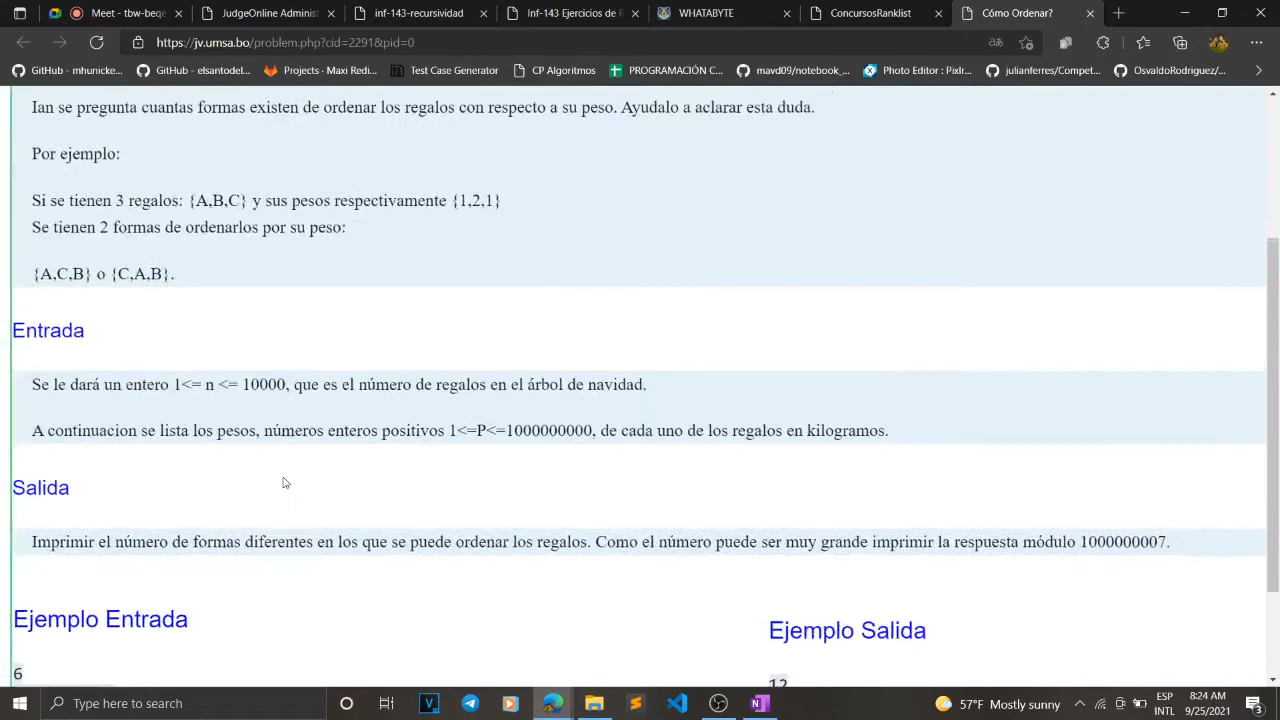 Meet - tbw-beqe
JudgeOnline Administ
inf-143-recursividad
Inf-143 Ejercicios de R
WHATABYTE
ConcursosRanklist
Cómo Ordenar?
https://jv.umsa.bo/problem.php?cid=2291&pid=0
GitHub - mhunicke...
GitHub - elsantodel...
Projects · Maxi Redi...
Test Case Generator
CP Algoritmos
PROGRAMACIÓN C...
mavd09/notebook_...
Photo Editor : Pixlr...
julianferres/Compet...
OsvaldoRodriguez/...
Ian se pregunta cuantas formas existen de ordenar los regalos con respecto a su peso. Ayudalo a aclarar esta duda.
Por ejemplo:
Si se tienen 3 regalos: {A,B,C} y sus pesos respectivamente {1,2,1}
Se tienen 2 formas de ordenarlos por su peso:
{A,C,B} o {C,A,B}.
Entrada
Se le dará un entero 1<= n <= 10000, que es el número de regalos en el árbol de navidad.
A continuacion se lista los pesos, números enteros positivos 1<=P<=1000000000, de cada uno de los regalos en kilogramos.
Salida
Imprimir el número de formas diferentes en los que se puede ordenar los regalos. Como el número puede ser muy grande imprimir la respuesta módulo 1000000007.
Ejemplo Entrada
Ejemplo Salida
6
12
Type here to search
57°F Mostly sunny
ESP
INTL
8:24 AM
9/25/2021
3